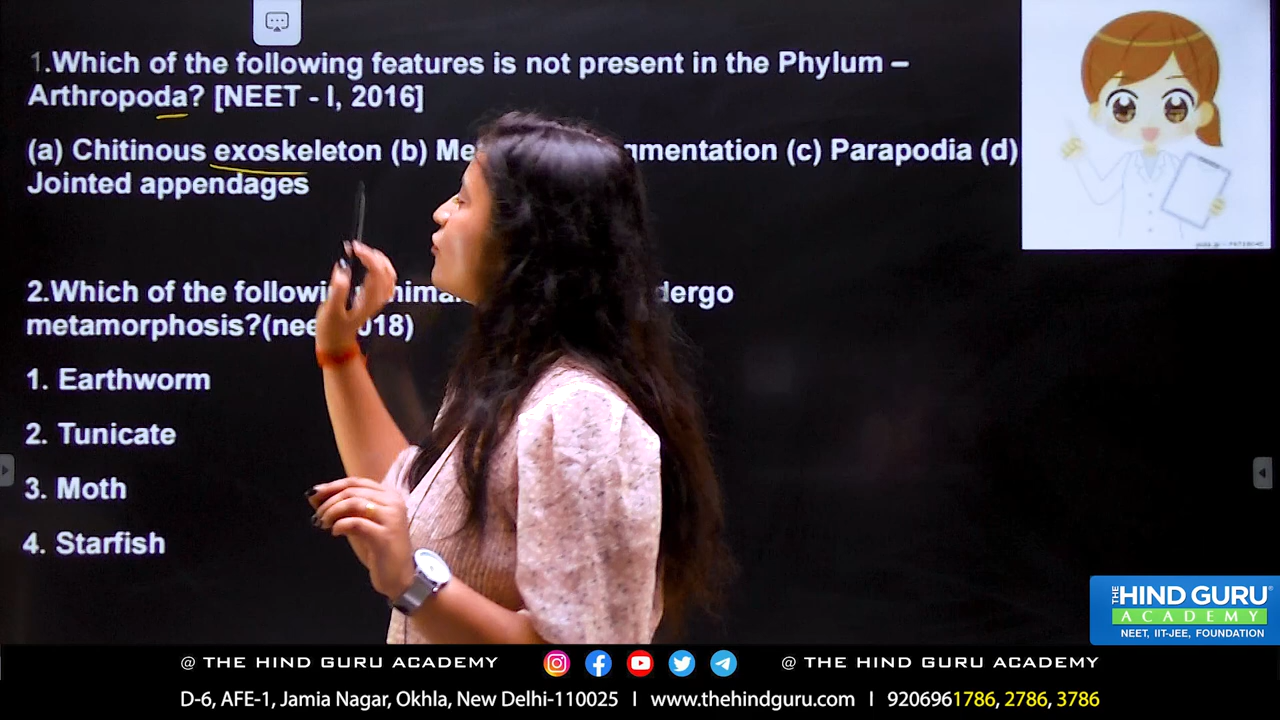 1.Which of the following features is not present in the Phylum –
Arthropoda? [NEET - I, 2016]
(a) Chitinous exoskeleton (b) Me gmentation (c) Parapodia (d)
Jointed appendages
2.Which of the followi nima dergo
metamorphosis?(nee 018)
1. Earthworm
2. Tunicate
3. Moth
4. Starfish
THE HIND GURU
ACADEMY
NEET, IIT-JEE, FOUNDATION
@ THE HIND GURU ACADEMY @ THE HIND GURU ACADEMY
D-6, AFE-1, Jamia Nagar, Okhla, New Delhi-110025 I www.thehindguru.com I 9206961786, 2786, 3786